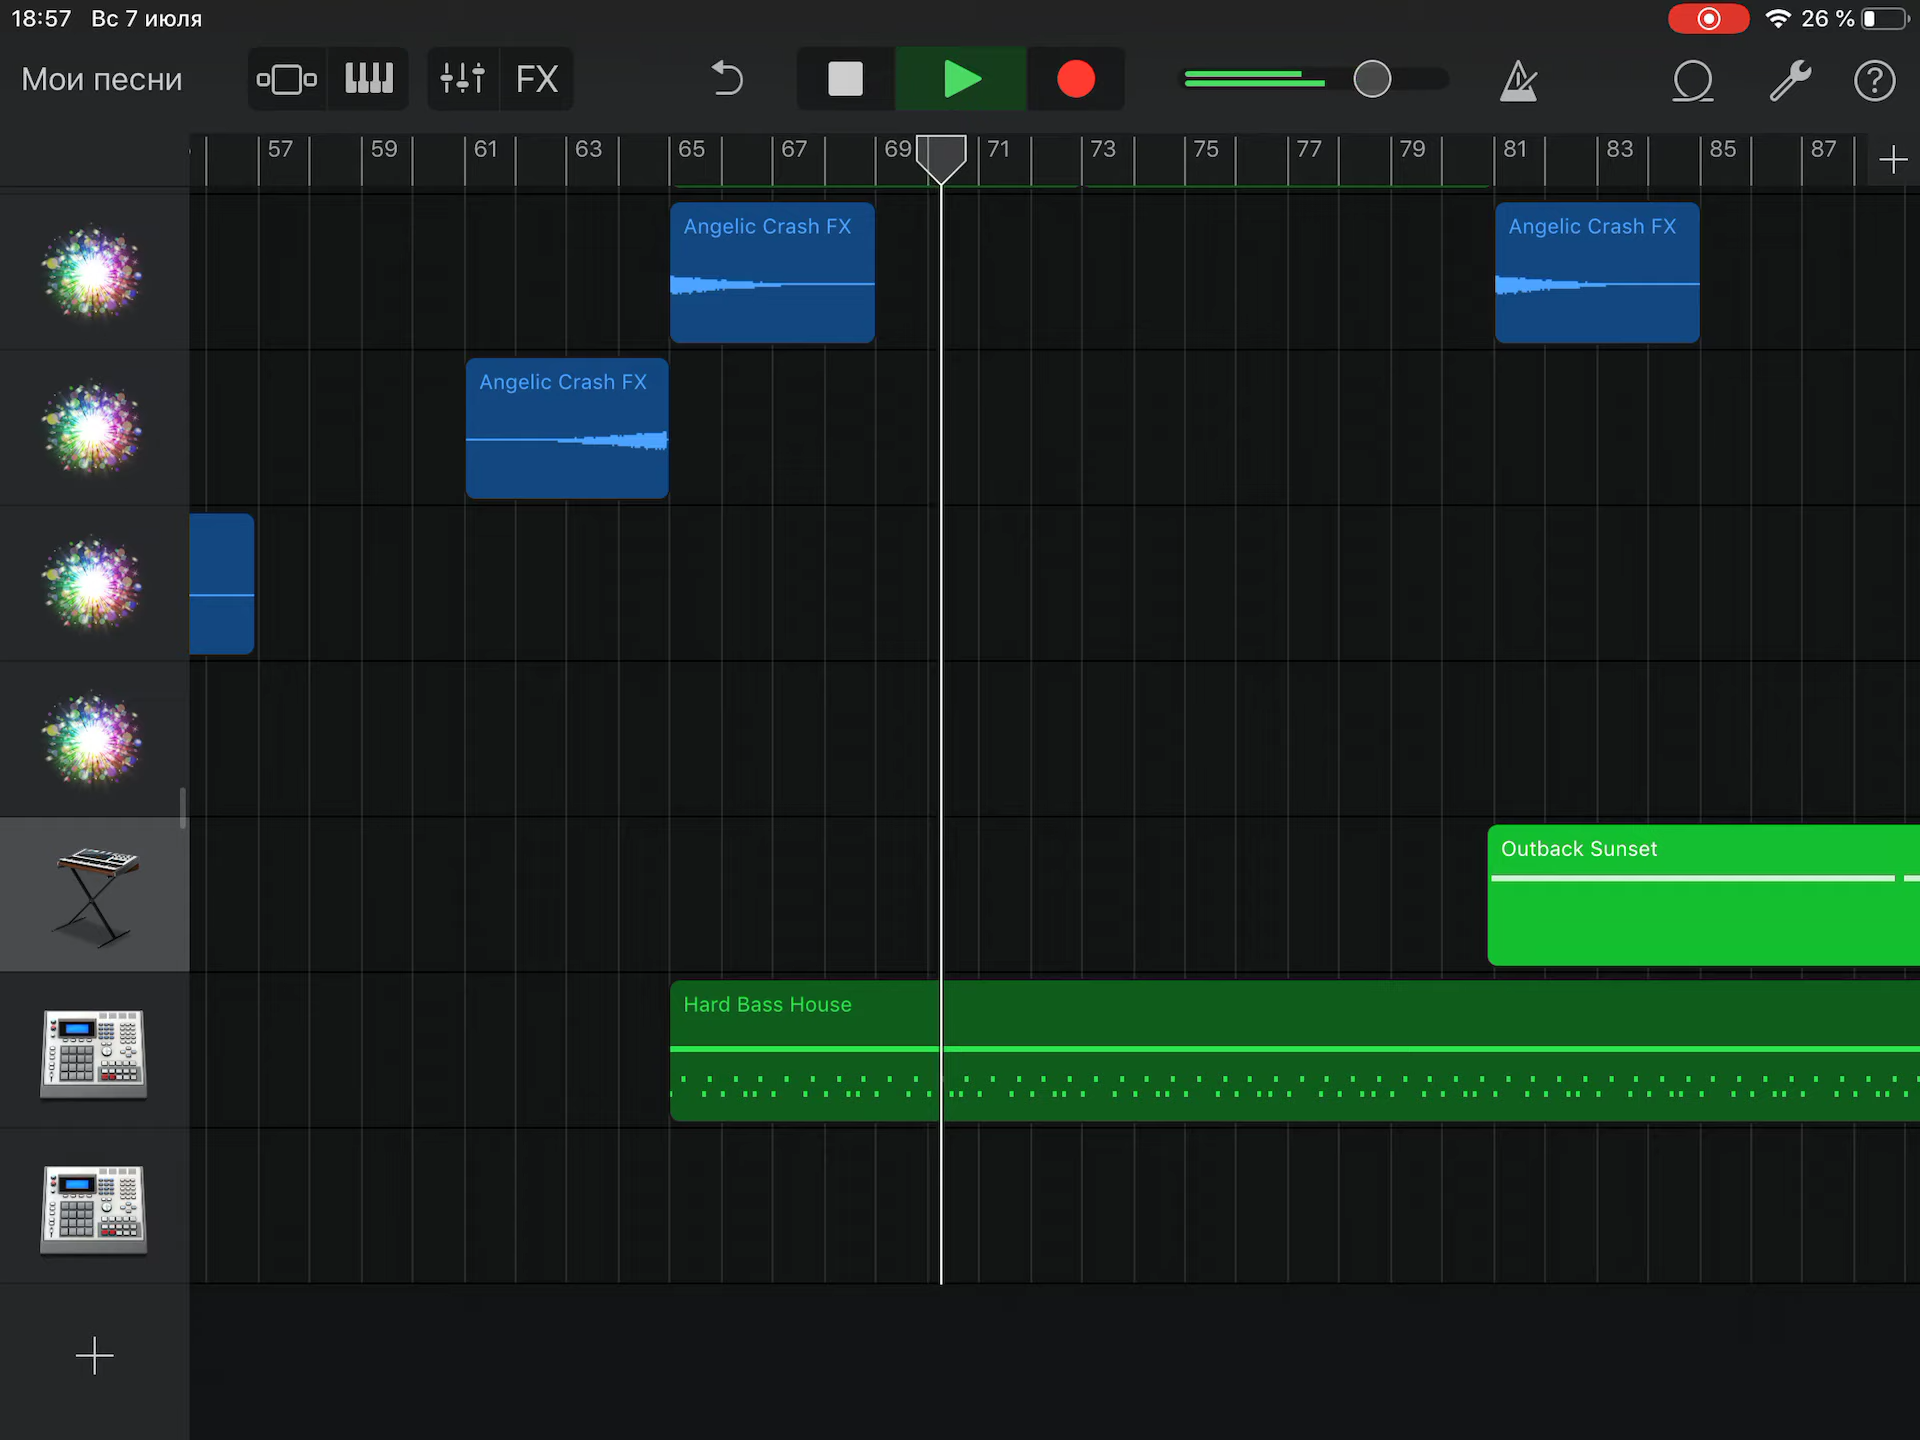 18:57 Вс 7 июля
26 %
Мои песни
FX
57 59 61 63 65 67 69 71 73 75 77 79 81 83 85 87
Angelic Crash FX
Angelic Crash FX
Angelic Crash FX
Outback Sunset
Hard Bass House